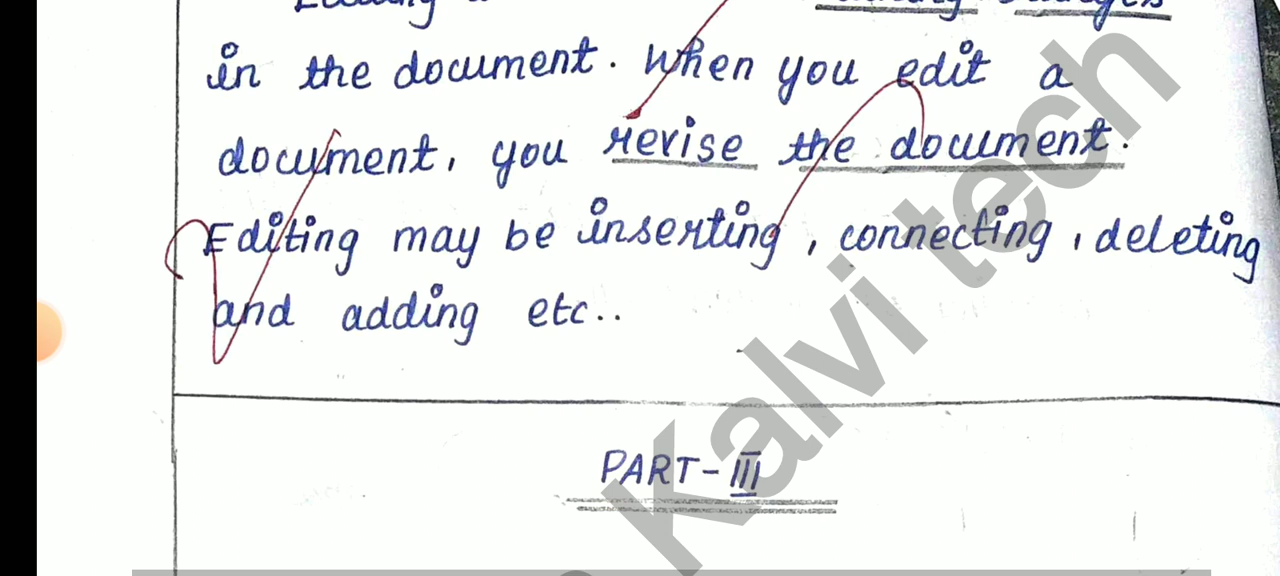 in the document. When you edit a
document, you revise the document.
Editing may be inserting, connecting, deleting
and adding etc..
PART-III
Kalvi tech